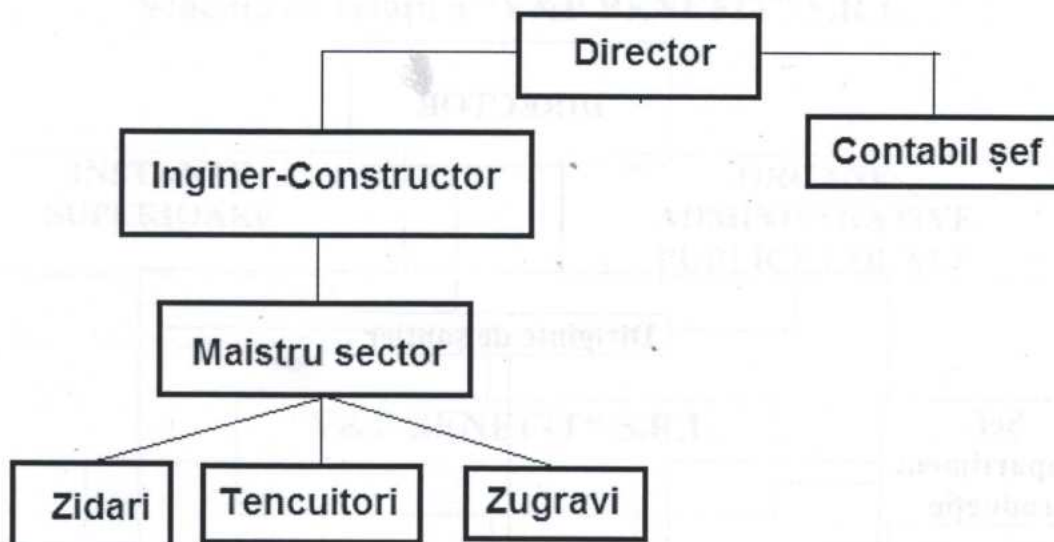 Director
Contabil șef
Inginer-Constructor
Maistru sector
Zidari
Tencuitori
Zugravi